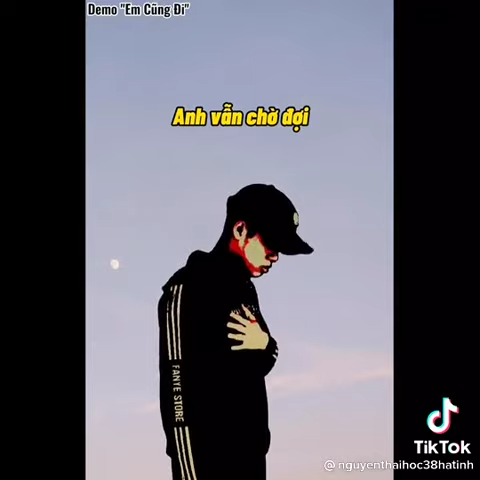 Demo "Em Cũng Đi"
Anh vẫn chờ đợi
FANYE STORE
TikTok
@nguyenthaihoc38hatinh